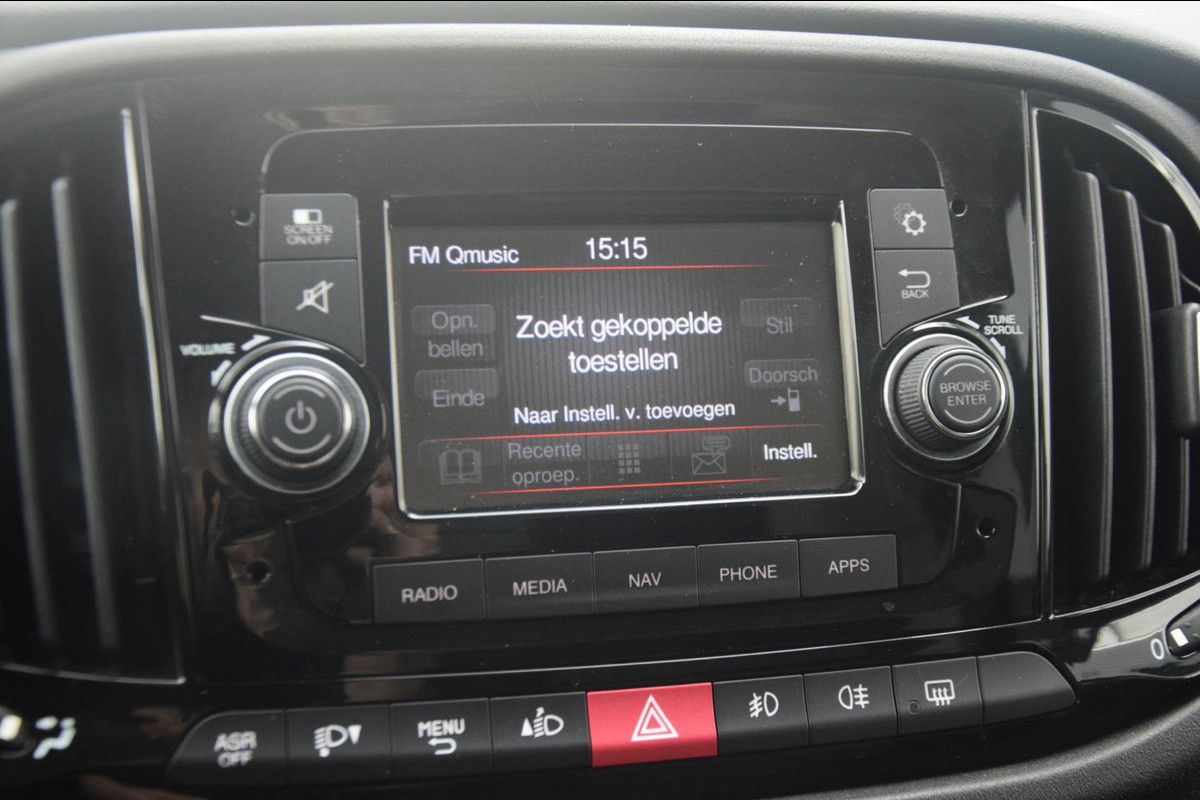 SCREEN
ON/OFF
FM Qmusic
15:15
BACK
VOLUME
TUNE
SCROLL
Opn.
bellen
Zoekt gekoppelde
toestellen
Stil
Einde
Doorsch
BROWSE
ENTER
Naar Instell. v. toevoegen
Recente
oproep.
Instell.
RADIO
MEDIA
NAV
PHONE
APPS
0
ASR
OFF
MENU